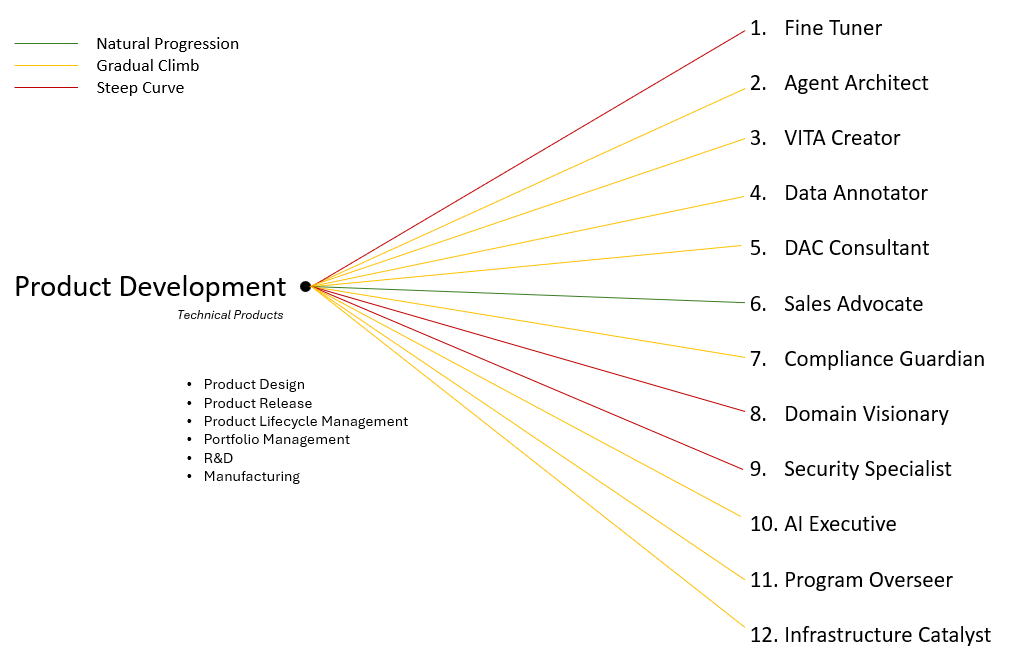 Natural Progression
Gradual Climb
Steep Curve
Product Development
Technical Products
• Product Design
• Product Release
• Product Lifecycle Management
• Portfolio Management
• R&D
• Manufacturing
1. Fine Tuner
2. Agent Architect
3. VITA Creator
4. Data Annotator
5. DAC Consultant
6. Sales Advocate
7. Compliance Guardian
8. Domain Visionary
9. Security Specialist
10. AI Executive
11. Program Overseer
12. Infrastructure Catalyst